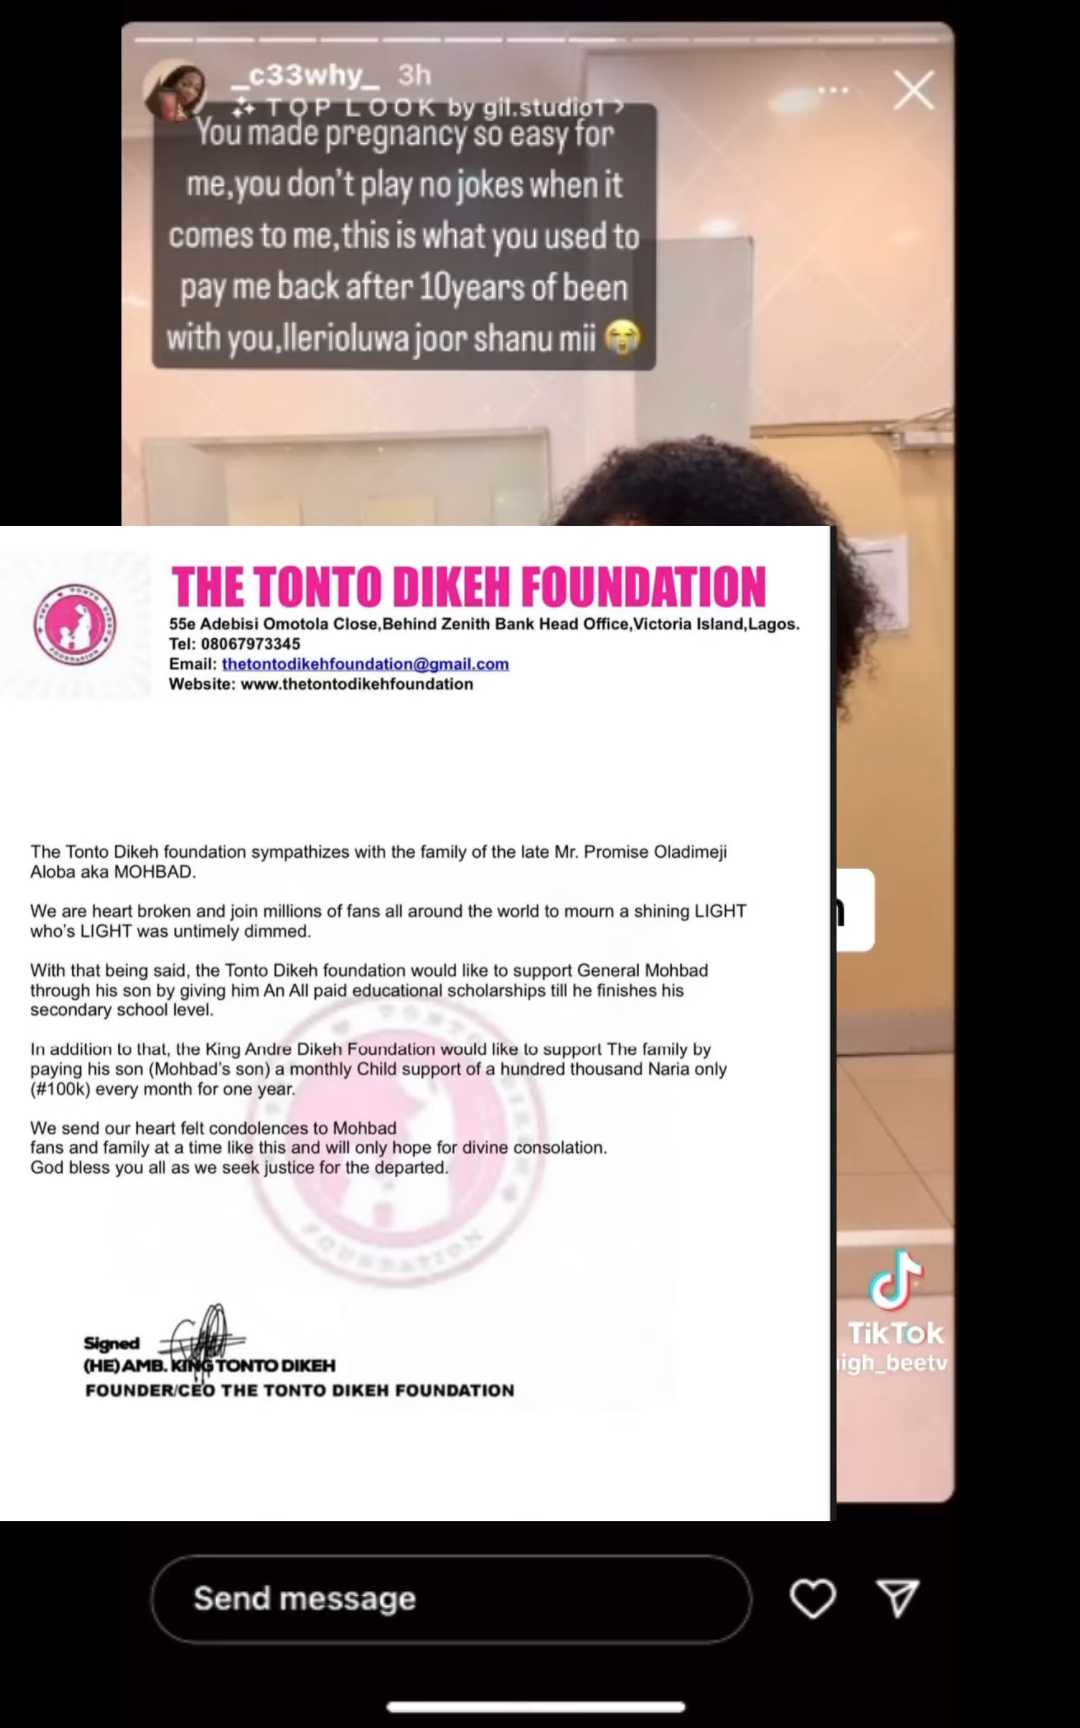 _c33why_ 3h
TOP LOOK by gil.studio1 >
You made pregnancy so easy for
me,you don't play no jokes when it
comes to me,this is what you used to
pay me back after 10years of been
with you,Ilerioluwa joor shanu mii 😭
THE TONTO DIKEH FOUNDATION
55e Adebisi Omotola Close,Behind Zenith Bank Head Office,Victoria Island,Lagos.
Tel: 08067973345
Email: thetontodikehfoundation@gmail.com
Website: www.thetontodikehfoundation
The Tonto Dikeh foundation sympathizes with the family of the late Mr. Promise Oladimeji
Aloba aka MOHBAD.
We are heart broken and join millions of fans all around the world to mourn a shining LIGHT
who's LIGHT was untimely dimmed.
With that being said, the Tonto Dikeh foundation would like to support General Mohbad
through his son by giving him An All paid educational scholarships till he finishes his
secondary school level.
In addition to that, the King Andre Dikeh Foundation would like to support The family by
paying his son (Mohbad's son) a monthly Child support of a hundred thousand Naria only
(#100k) every month for one year.
We send our heart felt condolences to Mohbad
fans and family at a time like this and will only hope for divine consolation.
God bless you all as we seek justice for the departed.
Signed
(HE) AMB. KING TONTO DIKEH
FOUNDER/CEO THE TONTO DIKEH FOUNDATION
TikTok
igh_beetv
Send message